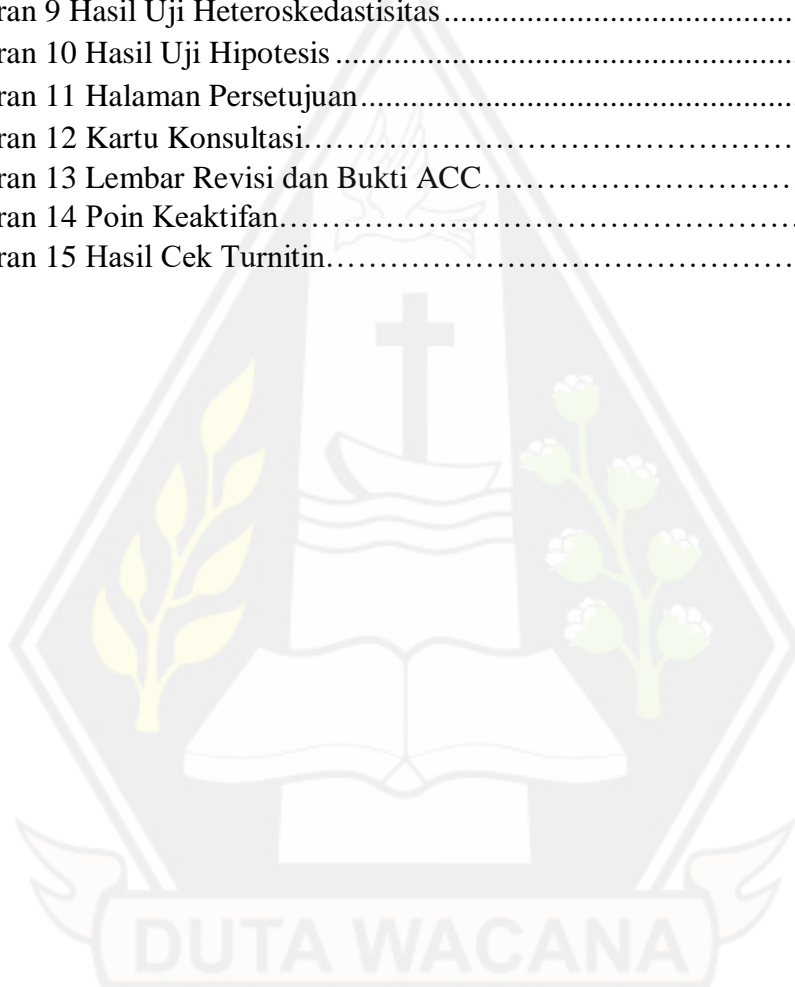 ran 9 Hasil Uji Heteroskedastisitas......................................................
ran 10 Hasil Uji Hipotesis....................................................................
ran 11 Halaman Persetujuan................................................................
ran 12 Kartu Konsultasi……………………………………………….
ran 13 Lembar Revisi dan Bukti ACC……………………………….
ran 14 Poin Keaktifan……………………………………………….
ran 15 Hasil Cek Turnitin…………………………………………….
DUTA WACANA